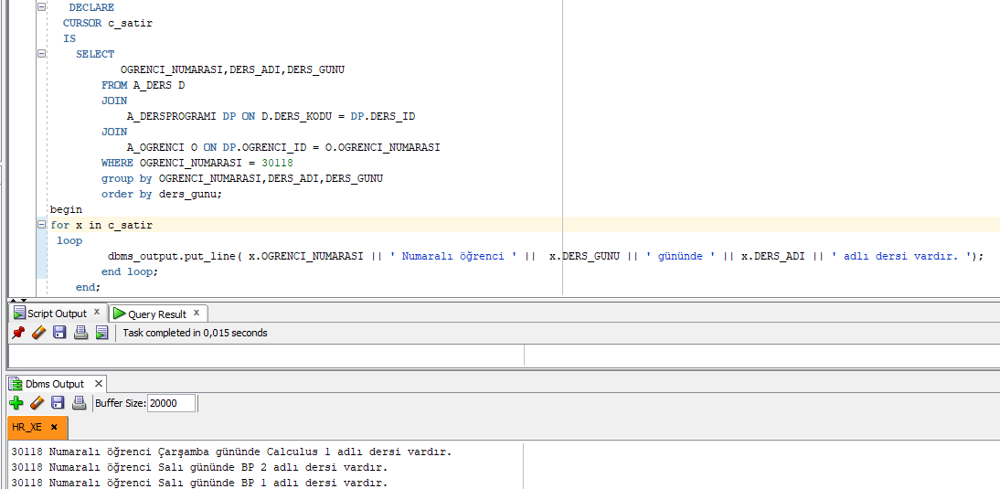 DECLARE
CURSOR c_satir
IS
SELECT
OGRENCI_NUMARASI,DERS_ADI,DERS_GUNU
FROM A_DERS D
JOIN
A_DERSPROGRAMI DP ON D.DERS_KODU = DP.DERS_ID
JOIN
A_OGRENCI O ON DP.OGRENCI_ID = O.OGRENCI_NUMARASI
WHERE OGRENCI_NUMARASI = 30118
group by OGRENCI_NUMARASI,DERS_ADI,DERS_GUNU
order by ders_gunu;
begin
for x in c_satir
loop
dbms_output.put_line( x.OGRENCI_NUMARASI || ' Numaralı öğrenci ' ||  x.DERS_GUNU || ' gününde ' || x.DERS_ADI || ' adlı dersi vardır. ');
end loop;
end;
Script Output x Query Result x
Task completed in 0,015 seconds
Dbms Output ×
Buffer Size: 20000
HR_XE ×
30118 Numaralı öğrenci Çarşamba gününde Calculus 1 adlı dersi vardır.
30118 Numaralı öğrenci Salı gününde BP 2 adlı dersi vardır.
30118 Numaralı öğrenci Salı gününde BP 1 adlı dersi vardır.